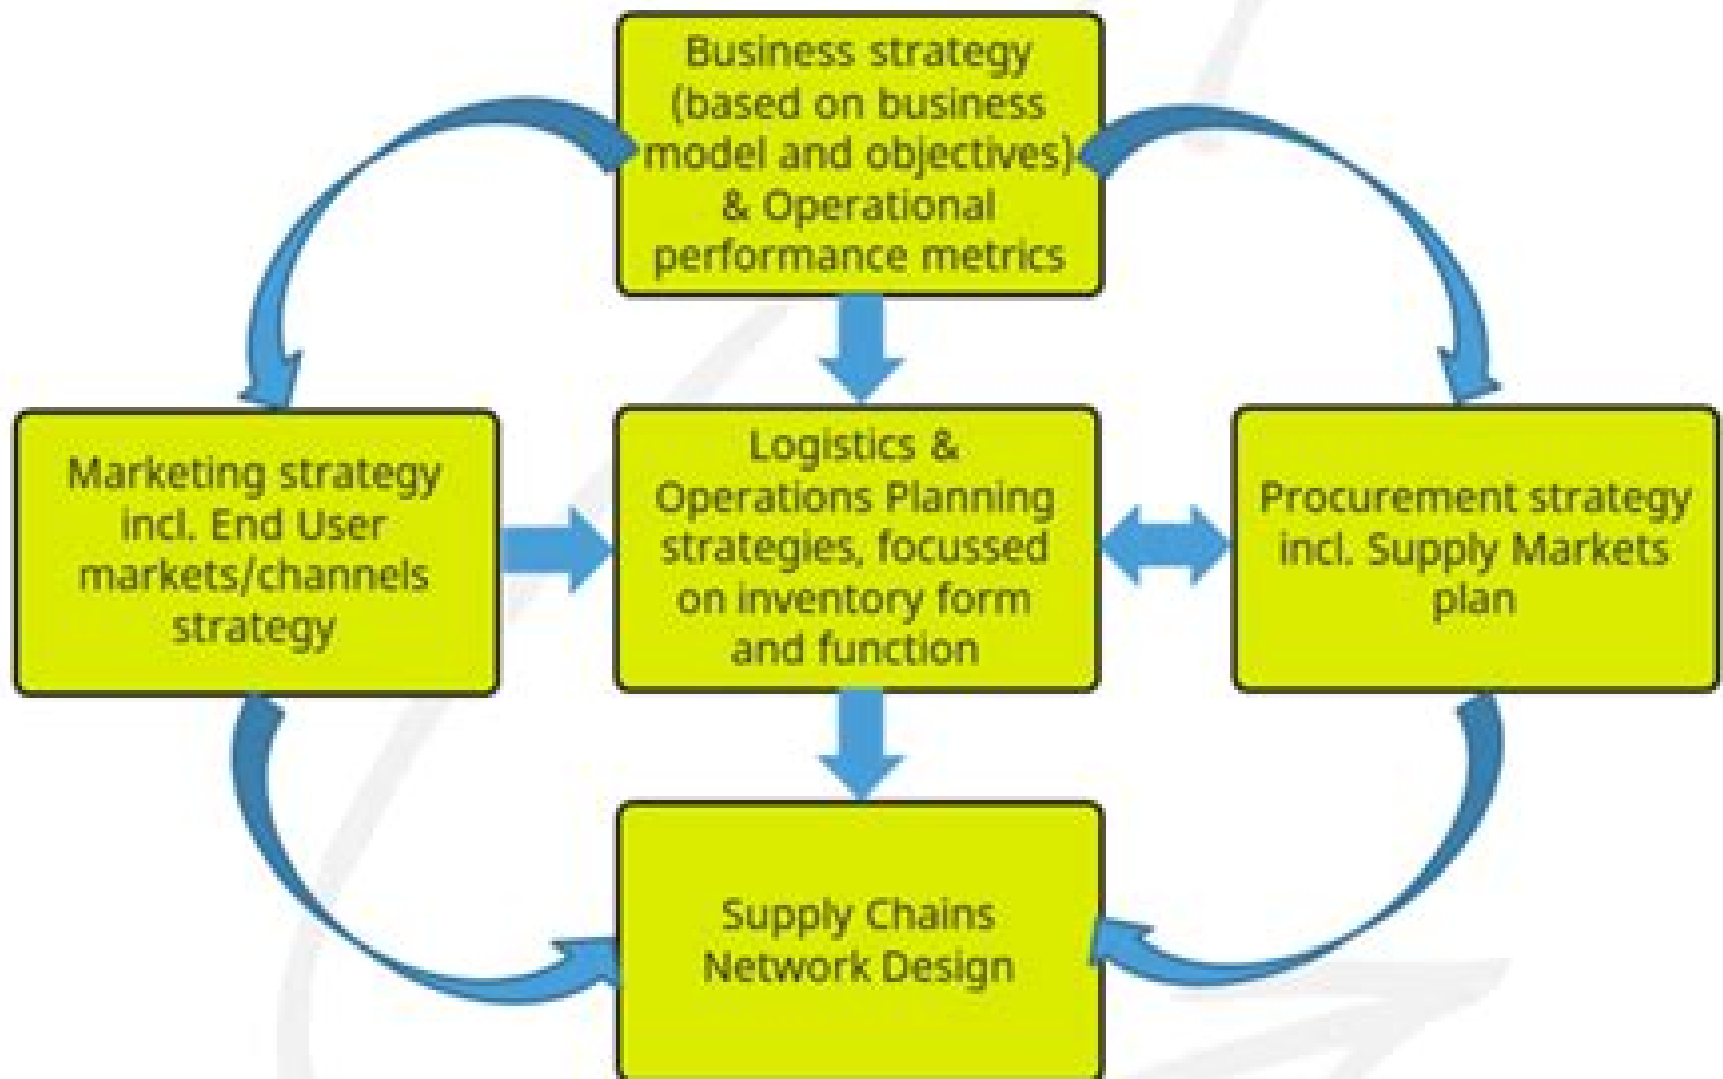 Business strategy
(based on business
model and objectives)
& Operational
performance metrics
Marketing strategy
incl. End User
markets/channels
strategy
Logistics &
Operations Planning
strategies, focussed
on inventory form
and function
Procurement strategy
incl. Supply Markets
plan
Supply Chains
Network Design